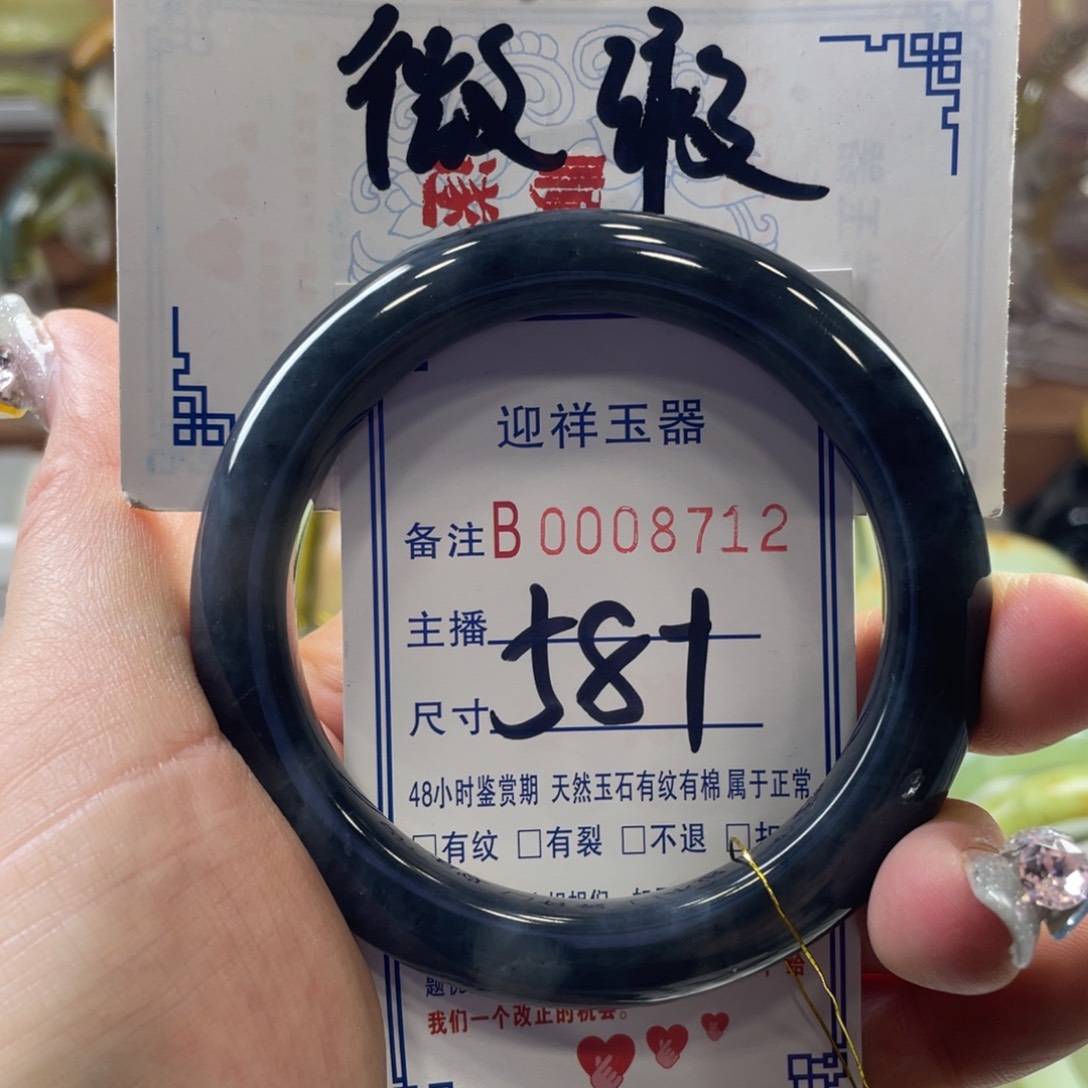 微瑕
迎祥玉器
备注B0008712
主播
尺寸 581
48小时鉴赏期 天然玉石有纹有棉属于正常
□有纹 □有裂 □不退
我们一个改正的机会。